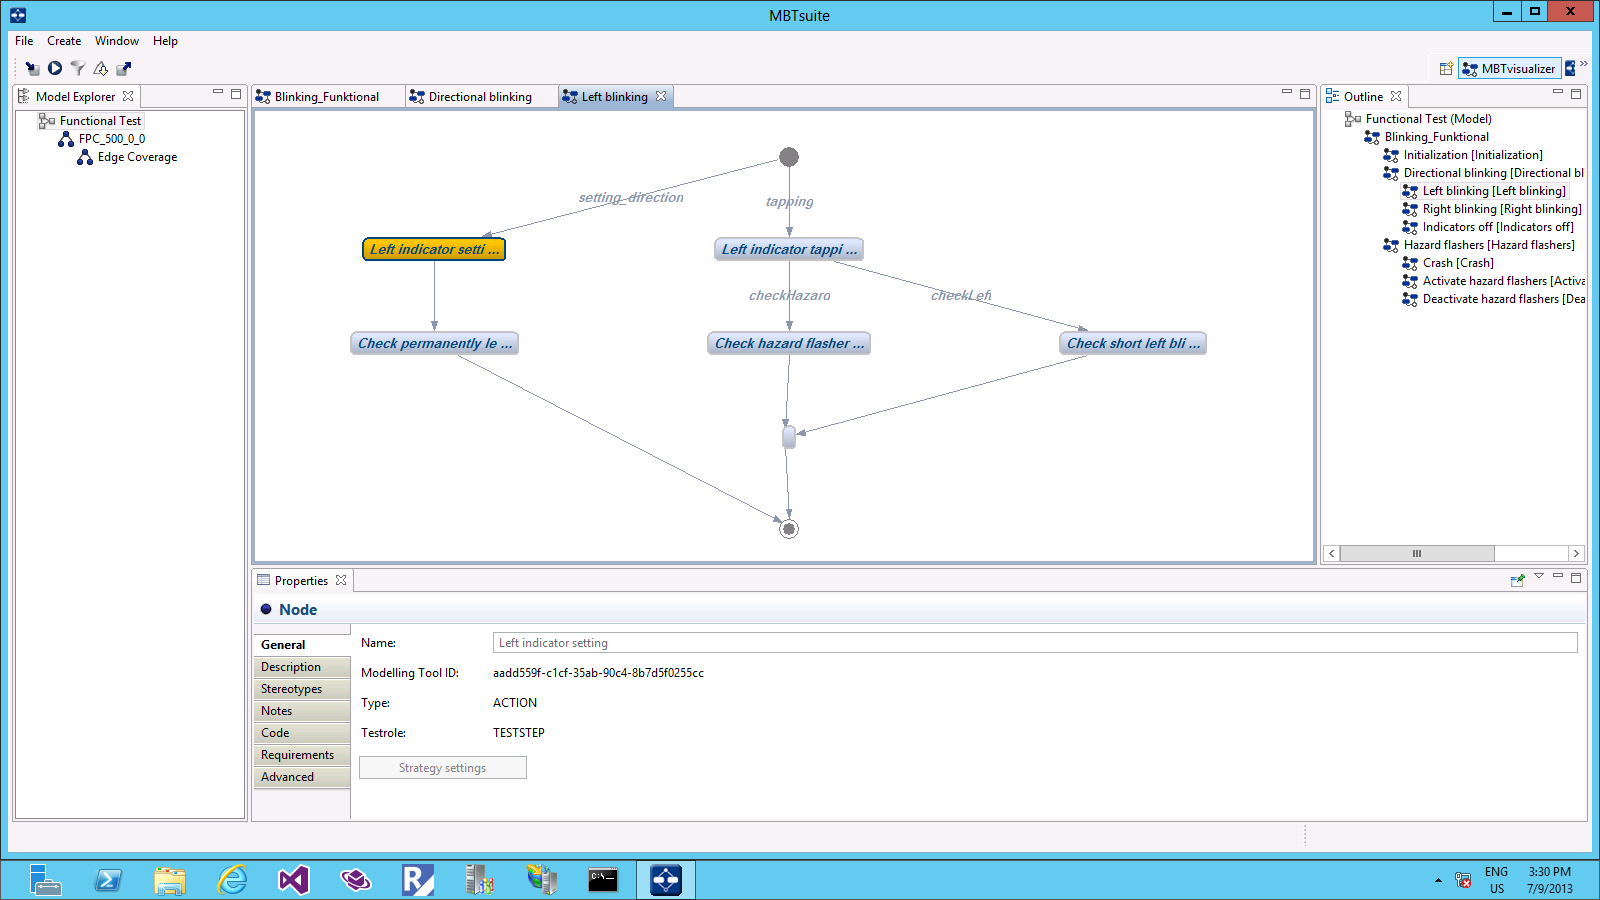 MBTsuite
File Create Window Help
MBTvisualizer
Model Explorer
Functional Test
FPC_500_0_0
Edge Coverage
Blinking_Funktional
Directional blinking
Left blinking
setting_direction
tapping
Left indicator setti ...
Left indicator tappi ...
checkHazard
checkLeft
Check permanently le ...
Check hazard flasher ...
Check short left bli ...
Outline
Functional Test (Model)
Blinking_Funktional
Initialization [Initialization]
Directional blinking [Directional bl
Left blinking [Left blinking]
Right blinking [Right blinking]
Indicators off [Indicators off]
Hazard flashers [Hazard flashers]
Crash [Crash]
Activate hazard flashers [Activa
Deactivate hazard flashers [Dea
Properties
Node
General
Description
Stereotypes
Notes
Code
Requirements
Advanced
Name: Left indicator setting
Modelling Tool ID: aadd559f-c1cf-35ab-90c4-8b7d5f0255cc
Type: ACTION
Testrole: TESTSTEP
Strategy settings
ENG
US
3:30 PM
7/9/2013